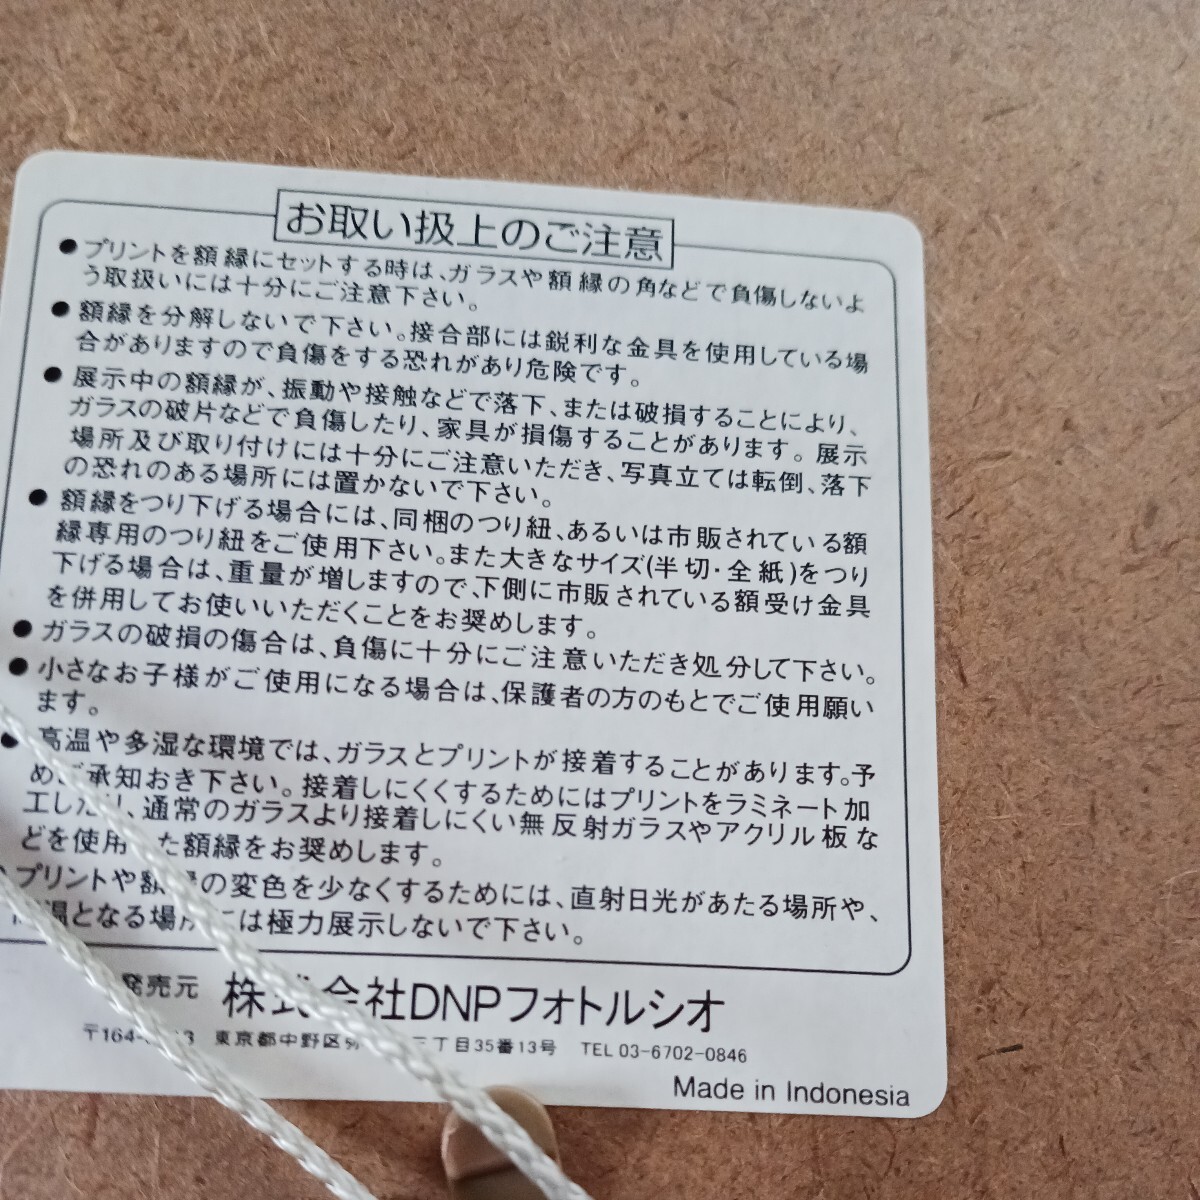 お取い扱上のご注意
●プリントを額縁にセットする時は、ガラスや額縁の角などで負傷しないよ
う取扱いには十分にご注意下さい。
●額縁を分解しないで下さい。接合部には鋭利な金具を使用している場
合がありますので負傷をする恐れがあり危険です。
●展示中の額縁が、振動や接触などで落下、または破損することにより、
ガラスの破片などで負傷したり、家具が損傷することがあります。展示
場所及び取り付けには十分にご注意いただき、写真立ては転倒、落下
の恐れのある場所には置かないで下さい。
●額縁をつり下げる場合には、同梱のつり紐、あるいは市販されている額
縁専用のつり紐をご使用下さい。また大きなサイズ(半切・全紙)をつり
下げる場合は、重量が増しますので、下側に市販されている額受け金具
を併用してお使いいただくことをお奨めします。
●ガラスの破損の傷合は、負傷に十分にご注意いただき処分して下さい。
●小さなお子様がご使用になる場合は、保護者の方のもとでご使用願い
ます。
●高温や多湿な環境では、ガラスとプリントが接着することがあります。予
めご承知おき下さい。接着しにくくするためにはプリントをラミネート加
工したり、通常のガラスより接着しにくい無反射ガラスやアクリル板な
どを使用した額縁をお奨めします。
●プリントや額縁の変色を少なくするためには、直射日光があたる場所や、
温となる場所には極力展示しないで下さい。
発売元 株式会社DNPフォトルシオ
〒164- 東京都中野区 三丁目35番13号 TEL 03-6702-0846
Made in Indonesia